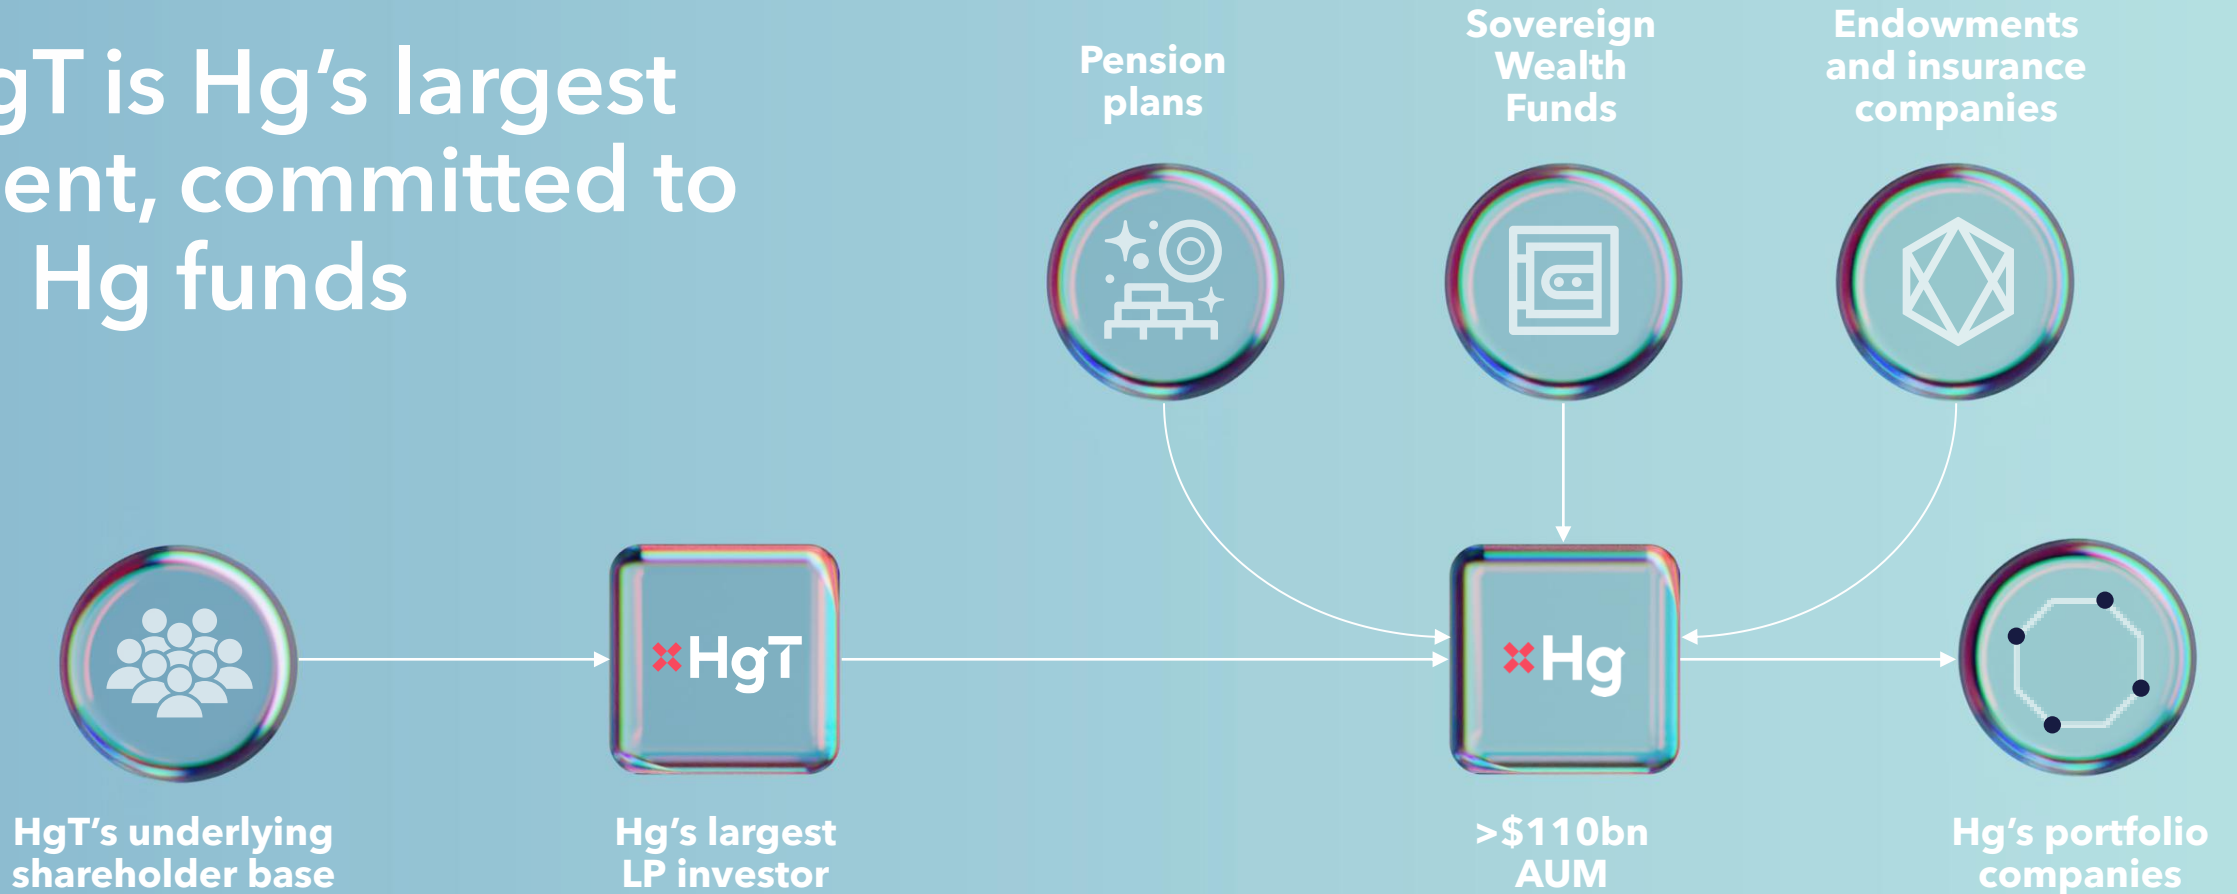 gT is Hg’s largest
ent, committed to
Hg funds
Pension
plans
Sovereign
Wealth
Funds
Endowments
and insurance
companies
HgT
Hg
HgT’s underlying
shareholder base
Hg’s largest
LP investor
>$110bn
AUM
Hg’s portfolio
companies